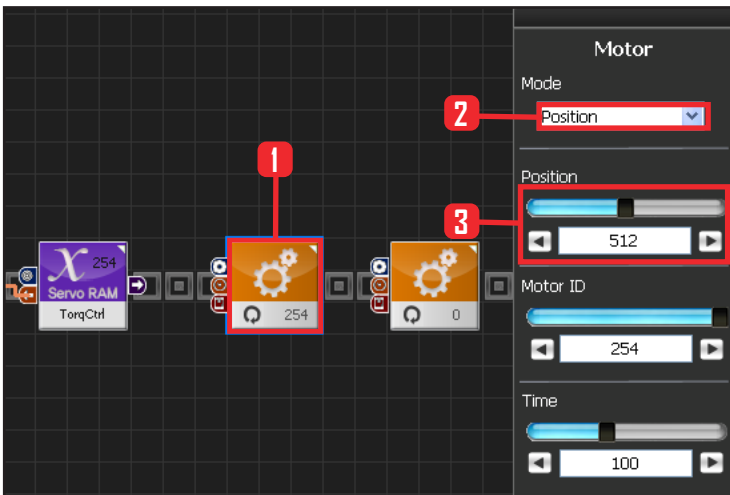 Motor
Mode
2
Position
1
Position
3
512
X 254
Servo RAM
TorqCtrl
254
0
Motor ID
254
Time
100